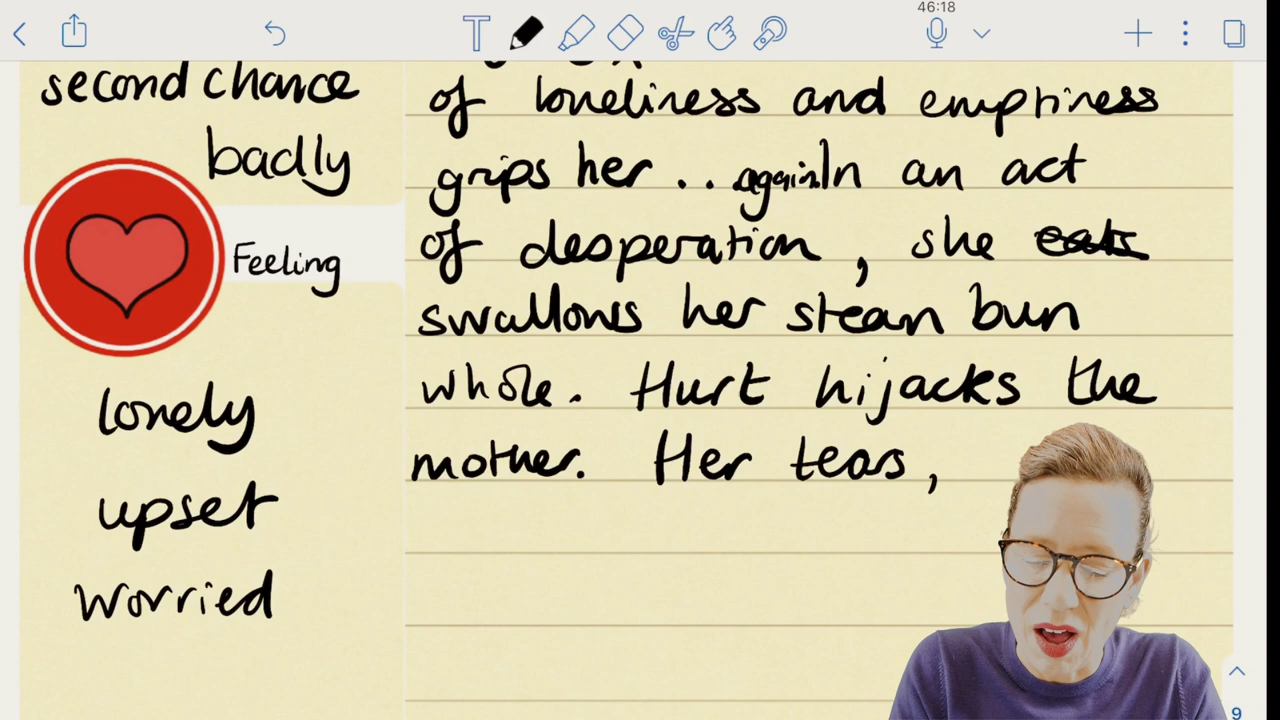 46:18
second chance
badly
Feeling
lonely
upset
worried
of loneliness and emptiness
grips her .. again. In an act
of desperation, she eats
swallows her steam bun
whole. Hurt hijacks the
mother. Her tears,
9